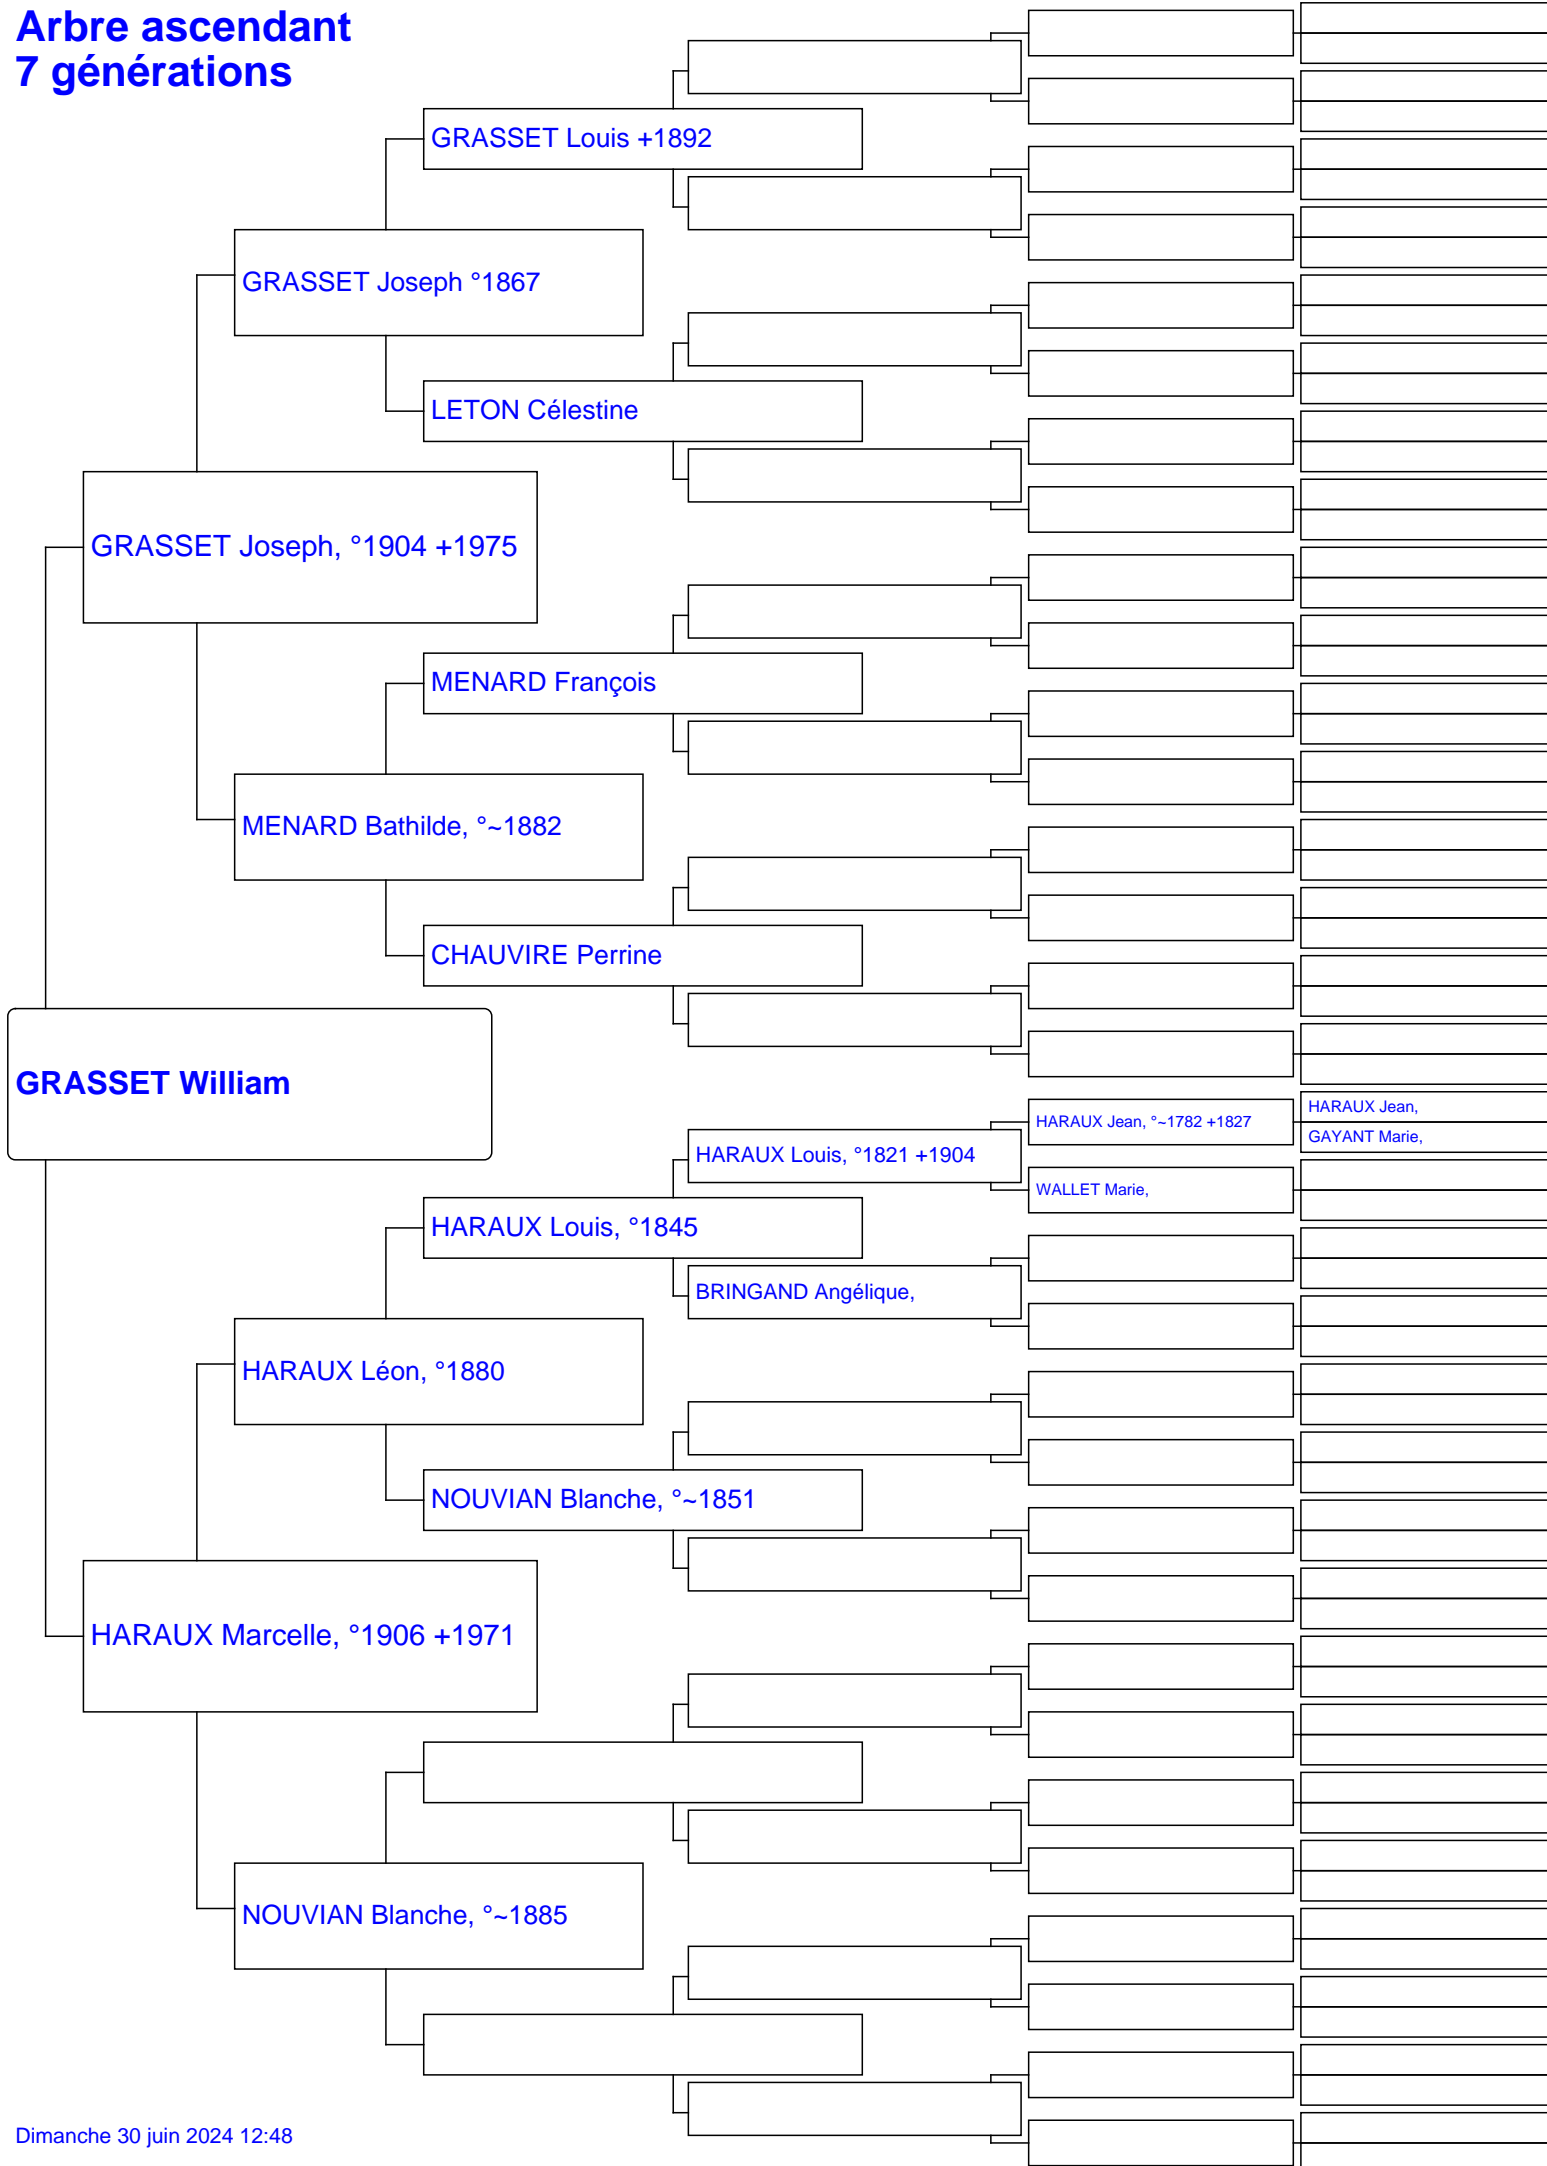 Arbre ascendant
7 générations
GRASSET Louis +1892
GRASSET Joseph °1867
LETON Célestine
GRASSET Joseph, °1904 +1975
MENARD François
MENARD Bathilde, °~1882
CHAUVIRE Perrine
GRASSET William
HARAUX Jean, °~1782 +1827
HARAUX Jean,
GAYANT Marie,
HARAUX Louis, °1821 +1904
WALLET Marie,
HARAUX Louis, °1845
BRINGAND Angélique,
HARAUX Léon, °1880
NOUVIAN Blanche, °~1851
HARAUX Marcelle, °1906 +1971
NOUVIAN Blanche, °~1885
Dimanche 30 juin 2024 12:48